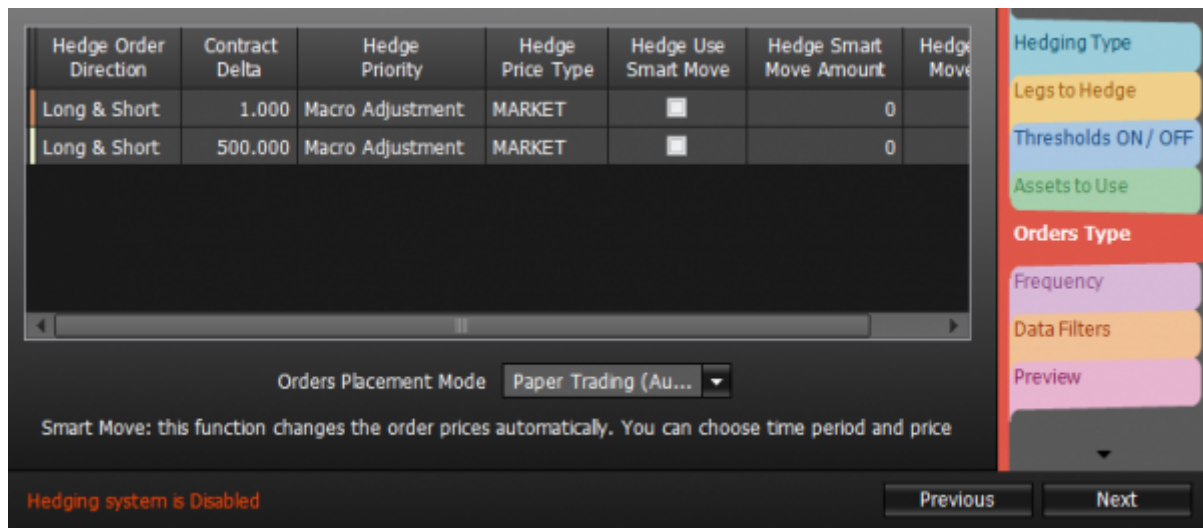 Hedge Order Direction Contract Delta Hedge Priority Hedge Price Type Hedge Use Smart Move Hedge Smart Move Amount Hedge Move
Long & Short 1.000 Macro Adjustment MARKET 0
Long & Short 500.000 Macro Adjustment MARKET 0
Orders Placement Mode Paper Trading (Au...
Smart Move: this function changes the order prices automatically. You can choose time period and price
Hedging system is Disabled
Previous Next
Hedging Type
Legs to Hedge
Thresholds ON / OFF
Assets to Use
Orders Type
Frequency
Data Filters
Preview